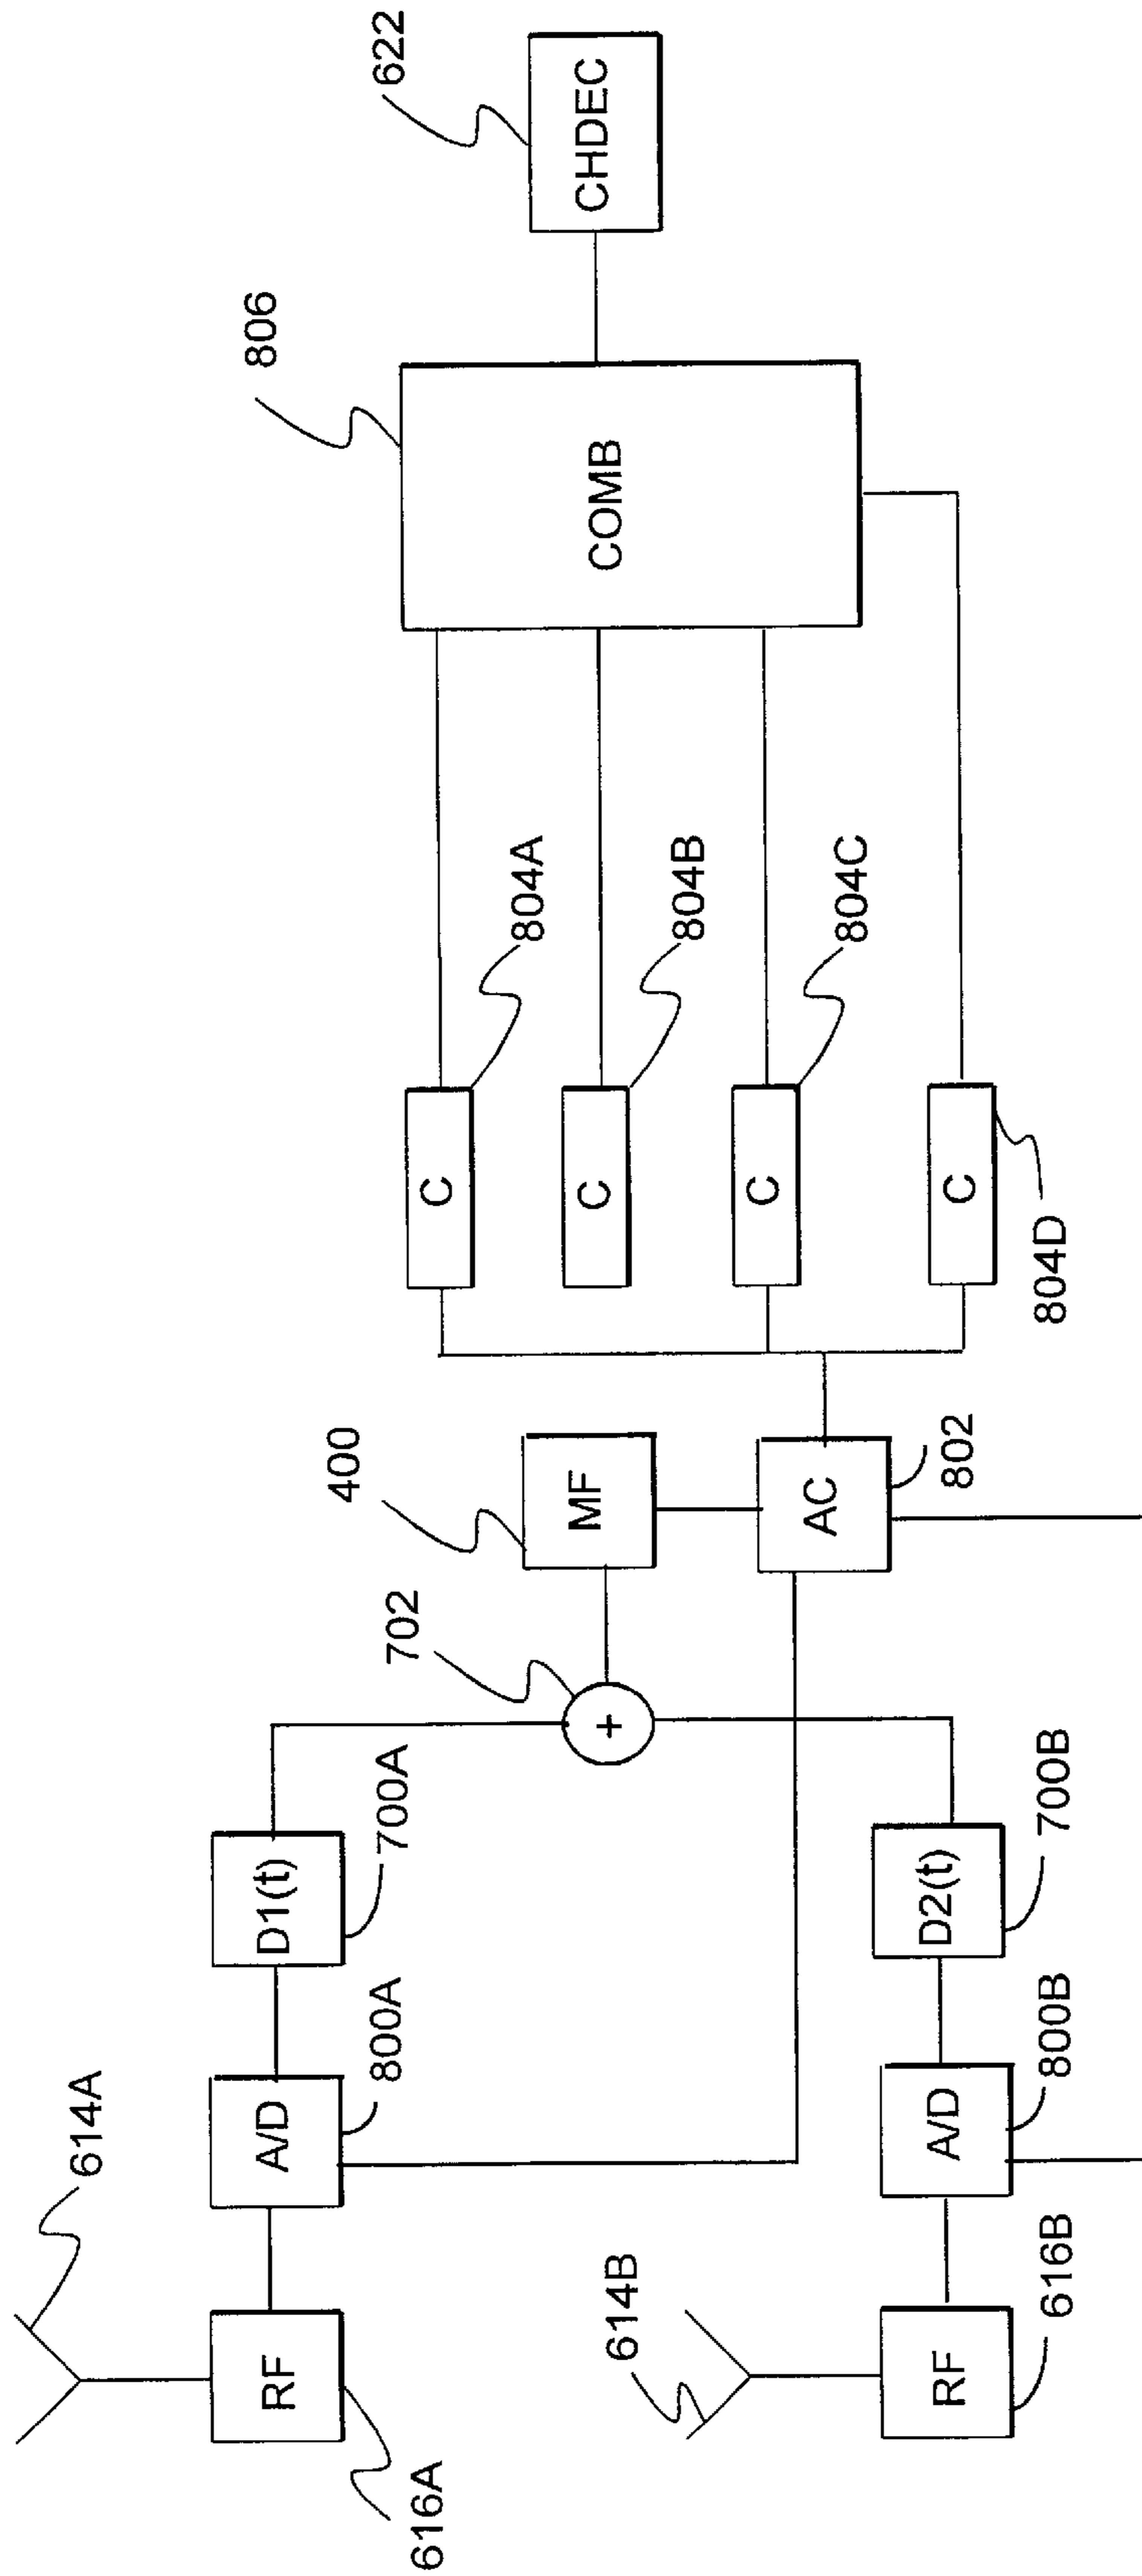 614A
RF
616A
A/D
800A
D1(t)
700A
702
+
400
MF
614B
RF
616B
A/D
800B
D2(t)
700B
AC
802
C
804A
C
804B
C
804C
C
804D
806
COMB
622
CHDEC